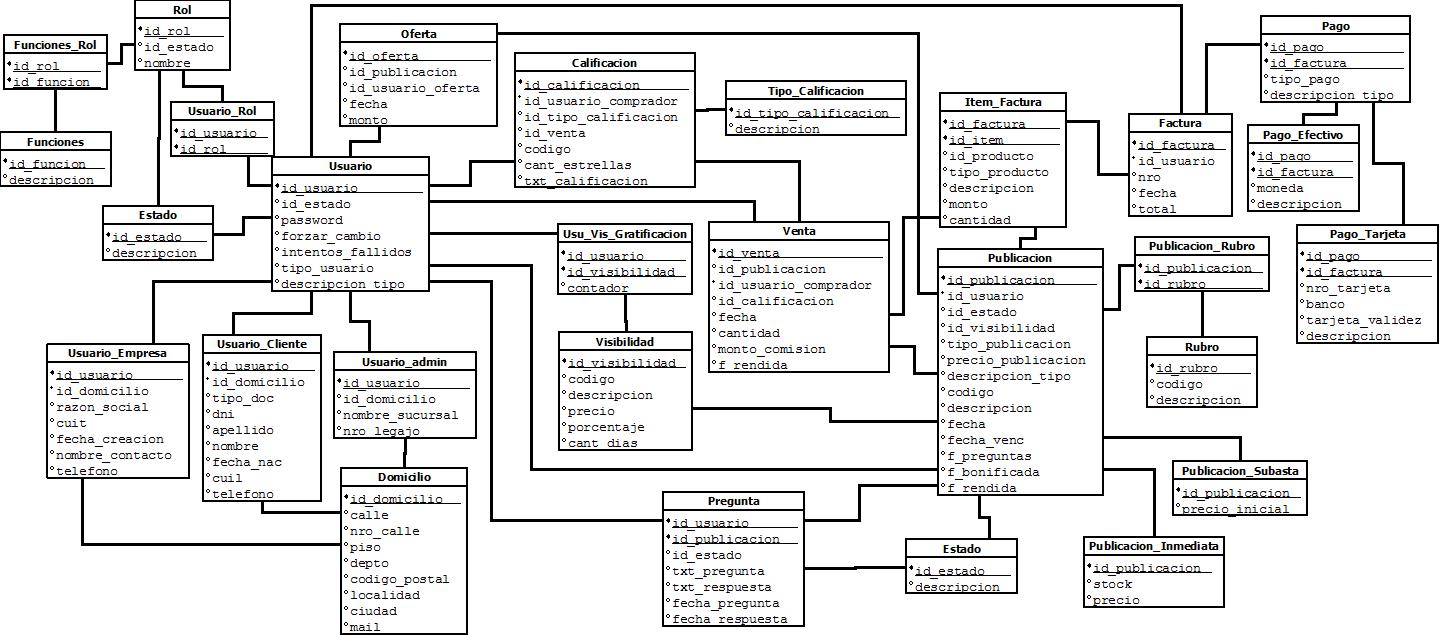 Rol
id_rol
id_estado
nombre
Funciones_Rol
id_rol
id_funcion
Funciones
id_funcion
descripcion
Usuario_Rol
id_usuario
id_rol
Estado
id_estado
descripcion
Oferta
id_oferta
id_publicacion
id_usuario_oferta
fecha
monto
Usuario
id_usuario
id_estado
password
forzar_cambio
intentos_fallidos
tipo_usuario
descripcion_tipo
Calificacion
id_calificacion
id_usuario_comprador
id_tipo_calificacion
id_venta
codigo
cant_estrellas
txt_calificacion
Tipo_Calificacion
id_tipo_calificacion
descripcion
Item_Factura
id_factura
id_item
id_producto
tipo_producto
descripcion
monto
cantidad
Factura
id_factura
id_usuario
nro
fecha
total
Pago
id_pago
id_factura
tipo_pago
descripcion_tipo
Pago_Efectivo
id_pago
id_factura
moneda
descripcion
Pago_Tarjeta
id_pago
id_factura
nro_tarjeta
banco
tarjeta_validez
descripcion
Usu_Vis_Gratificacion
id_usuario
id_visibilidad
contador
Venta
id_venta
id_publicacion
id_usuario_comprador
id_calificacion
fecha
cantidad
monto_comision
f_rendida
Publicacion
id_publicacion
id_usuario
id_estado
id_visibilidad
tipo_publicacion
precio_publicacion
descripcion_tipo
codigo
descripcion
fecha
fecha_venc
f_preguntas
f_bonificada
f_rendida
Publicacion_Rubro
id_publicacion
id_rubro
Rubro
id_rubro
codigo
descripcion
Usuario_Empresa
id_usuario
id_domicilio
razon_social
cuit
fecha_creacion
nombre_contacto
telefono
Usuario_Cliente
id_usuario
id_domicilio
tipo_doc
dni
apellido
nombre
fecha_nac
cuil
telefono
Usuario_admin
id_usuario
id_domicilio
nombre_sucursal
nro_legajo
Visibilidad
id_visibilidad
codigo
descripcion
precio
porcentaje
cant_dias
Domicilio
id_domicilio
calle
nro_calle
piso
depto
codigo_postal
localidad
ciudad
mail
Pregunta
id_usuario
id_publicacion
id_estado
txt_pregunta
txt_respuesta
fecha_pregunta
fecha_respuesta
Estado
id_estado
descripcion
Publicacion_Subasta
id_publicacion
precio_inicial
Publicacion_Inmediata
id_publicacion
stock
precio